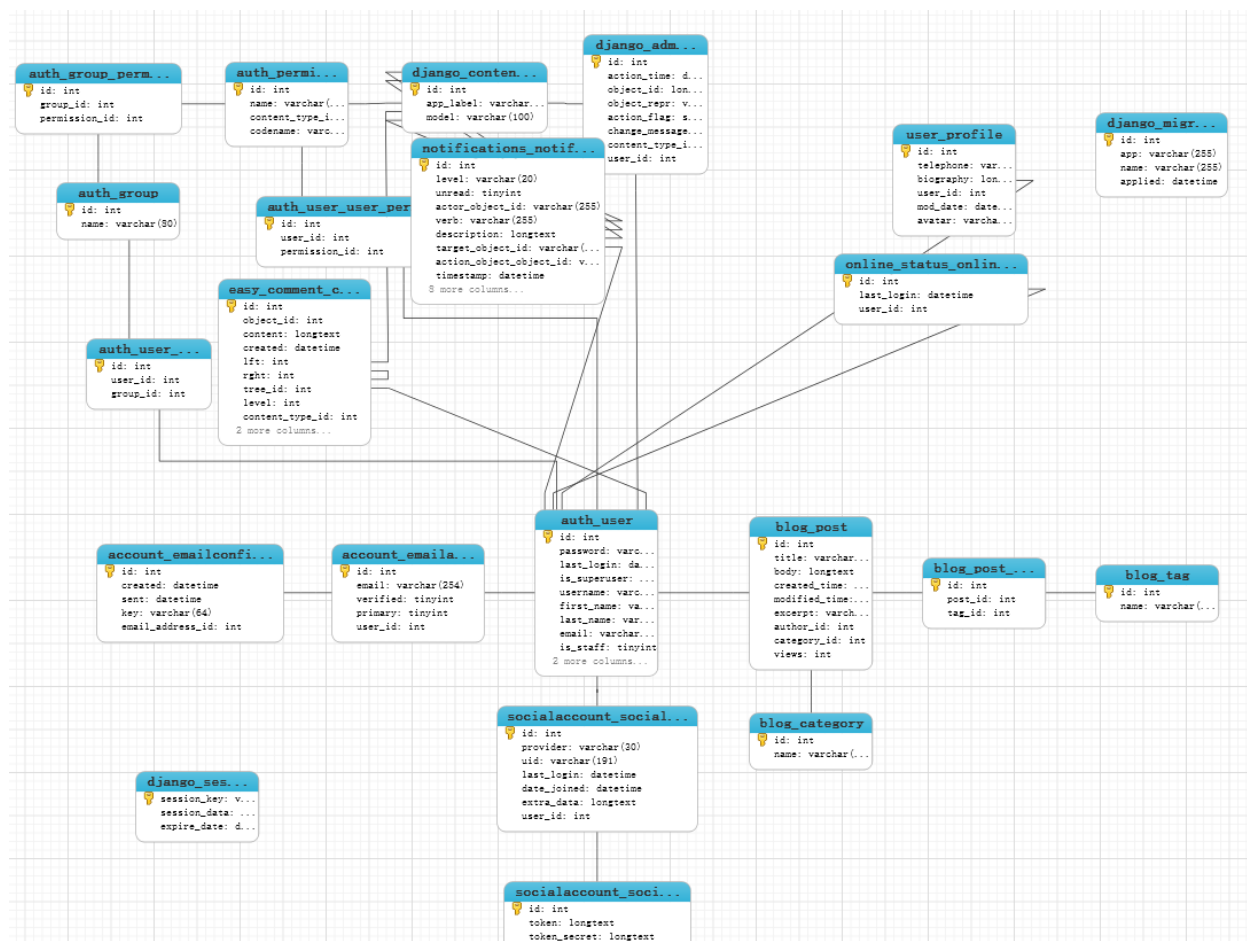 auth_group_perm...
id: int
group_id: int
permission_id: int
auth_permi...
id: int
name: varchar(...
content_type_i...
codename: varc...
django_conten...
id: int
app_label: varchar...
model: varchar(100)
django_adm...
id: int
action_time: d...
object_id: lon...
object_repr: v...
action_flag: s...
change_message...
content_type_i...
user_id: int
notifications_notif...
id: int
level: varchar(20)
unread: tinyint
actor_object_id: varchar(255)
verb: varchar(255)
description: longtext
target_object_id: varchar(...
action_object_object_id: v...
timestamp: datetime
8 more columns...
user_profile
id: int
telephone: var...
biography: lon...
user_id: int
mod_date: date...
avatar: varcha...
django_migr...
id: int
app: varchar(255)
name: varchar(255)
applied: datetime
auth_group
id: int
name: varchar(80)
auth_user_user_per
id: int
user_id: int
permission_id: int
online_status_onlin...
id: int
last_login: datetime
user_id: int
easy_comment_c...
id: int
object_id: int
content: longtext
created: datetime
lft: int
rght: int
tree_id: int
level: int
content_type_id: int
2 more columns...
auth_user_...
id: int
user_id: int
group_id: int
account_emailconfi...
id: int
created: datetime
sent: datetime
key: varchar(64)
email_address_id: int
account_emaila...
id: int
email: varchar(254)
verified: tinyint
primary: tinyint
user_id: int
auth_user
id: int
password: varc...
last_login: da...
is_superuser: ...
username: varc...
first_name: va...
last_name: var...
email: varchar...
is_staff: tinyint
2 more columns...
blog_post
id: int
title: varchar...
body: longtext
created_time: ...
modified_time:...
excerpt: varch...
author_id: int
category_id: int
views: int
blog_post_...
id: int
post_id: int
tag_id: int
blog_tag
id: int
name: varchar(...
socialaccount_social...
id: int
provider: varchar(30)
uid: varchar(191)
last_login: datetime
date_joined: datetime
extra_data: longtext
user_id: int
blog_category
id: int
name: varchar(...
django_ses...
session_key: v...
session_data: ...
expire_date: d...
socialaccount_soci...
id: int
token: longtext
token_secret: longtext